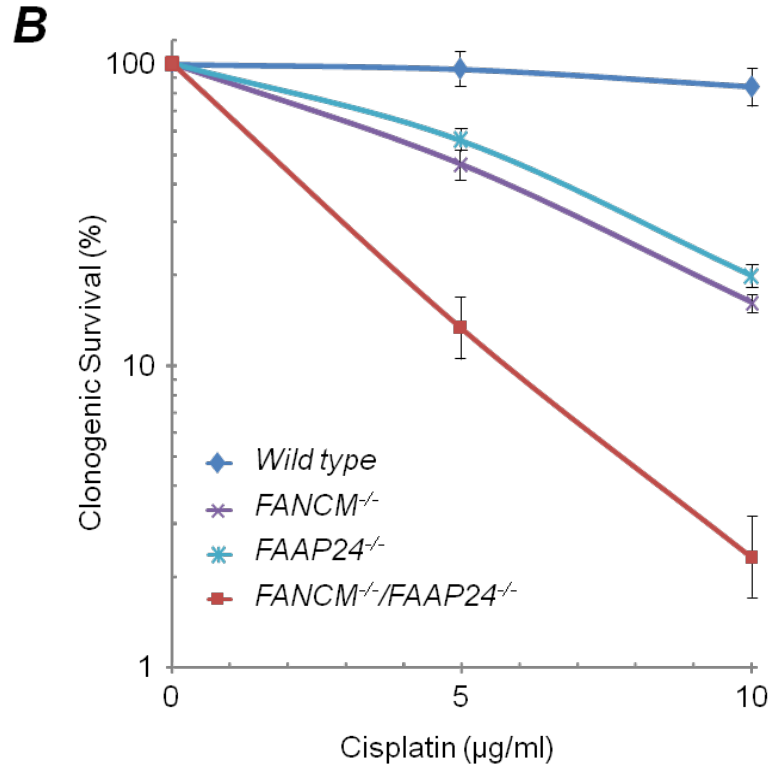 B
100
10
1
Clonogenic Survival (%)
Wild type
FANCM-/-
FAAP24-/-
FANCM-/-/FAAP24-/-
0 5 10
Cisplatin (µg/ml)